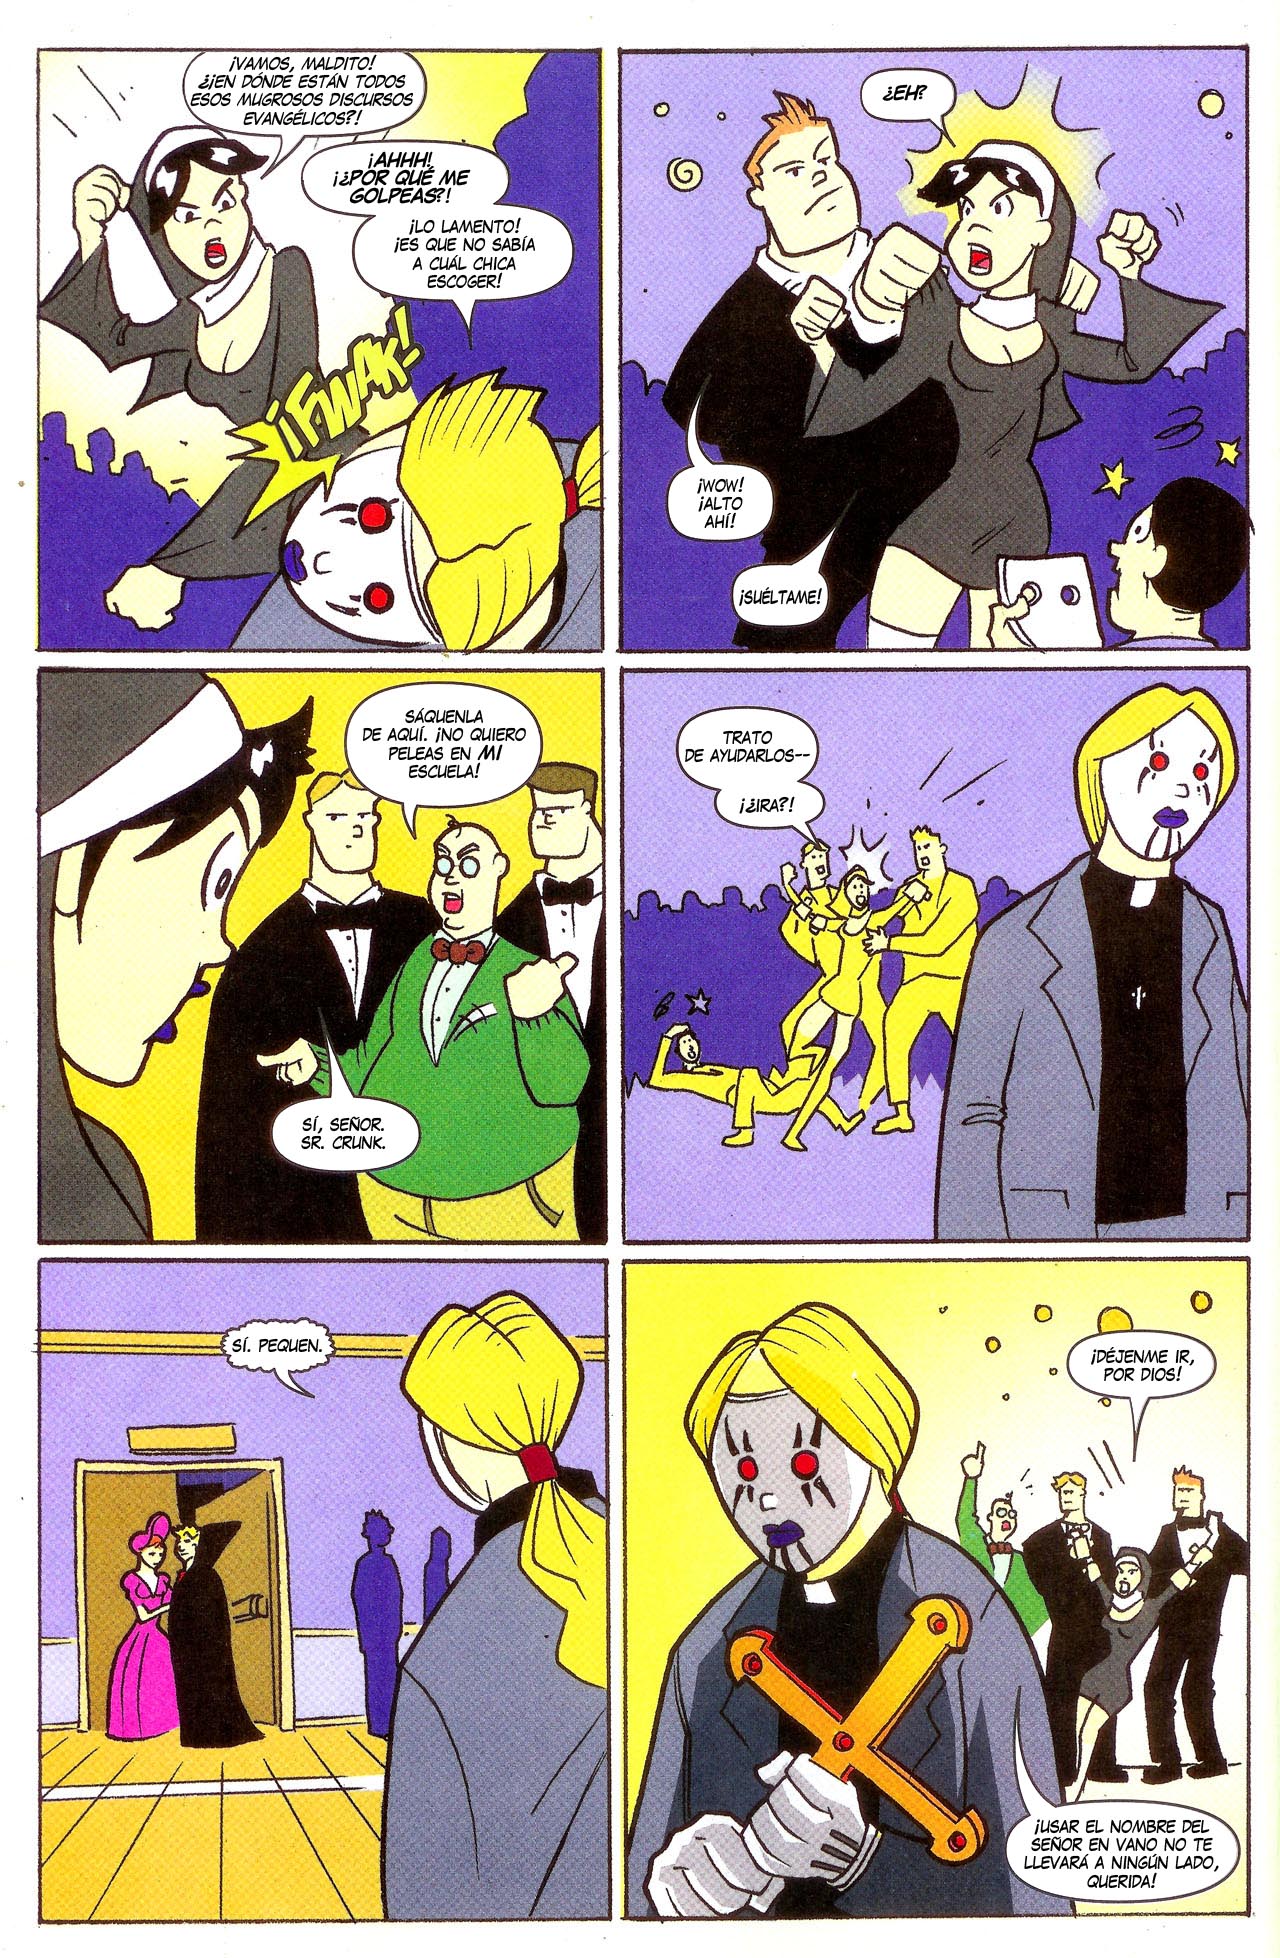 ¡VAMOS, MALDITO!
¿¡EN DÓNDE ESTÁN TODOS
ESOS MUGROSOS DISCURSOS
EVANGÉLICOS?!
¡AHHH!
¡¿POR QUÉ ME
GOLPEAS?!
¡LO LAMENTO!
¡ES QUE NO SABÍA
A CUÁL CHICA
ESCOGER!
¡FWAK!
¿EH?
¡WOW!
¡ALTO
AHÍ!
¡SUÉLTAME!
SÁQUENLA
DE AQUÍ. ¡NO QUIERO
PELEAS EN MI
ESCUELA!
SÍ, SEÑOR.
SR. CRUNK.
TRATO
DE AYUDARLOS--
¡¿IRA?!
SÍ. PEQUEN.
¡DÉJENME IR,
POR DIOS!
¡USAR EL NOMBRE DEL
SEÑOR EN VANO NO TE
LLEVARÁ A NINGÚN LADO,
QUERIDA!